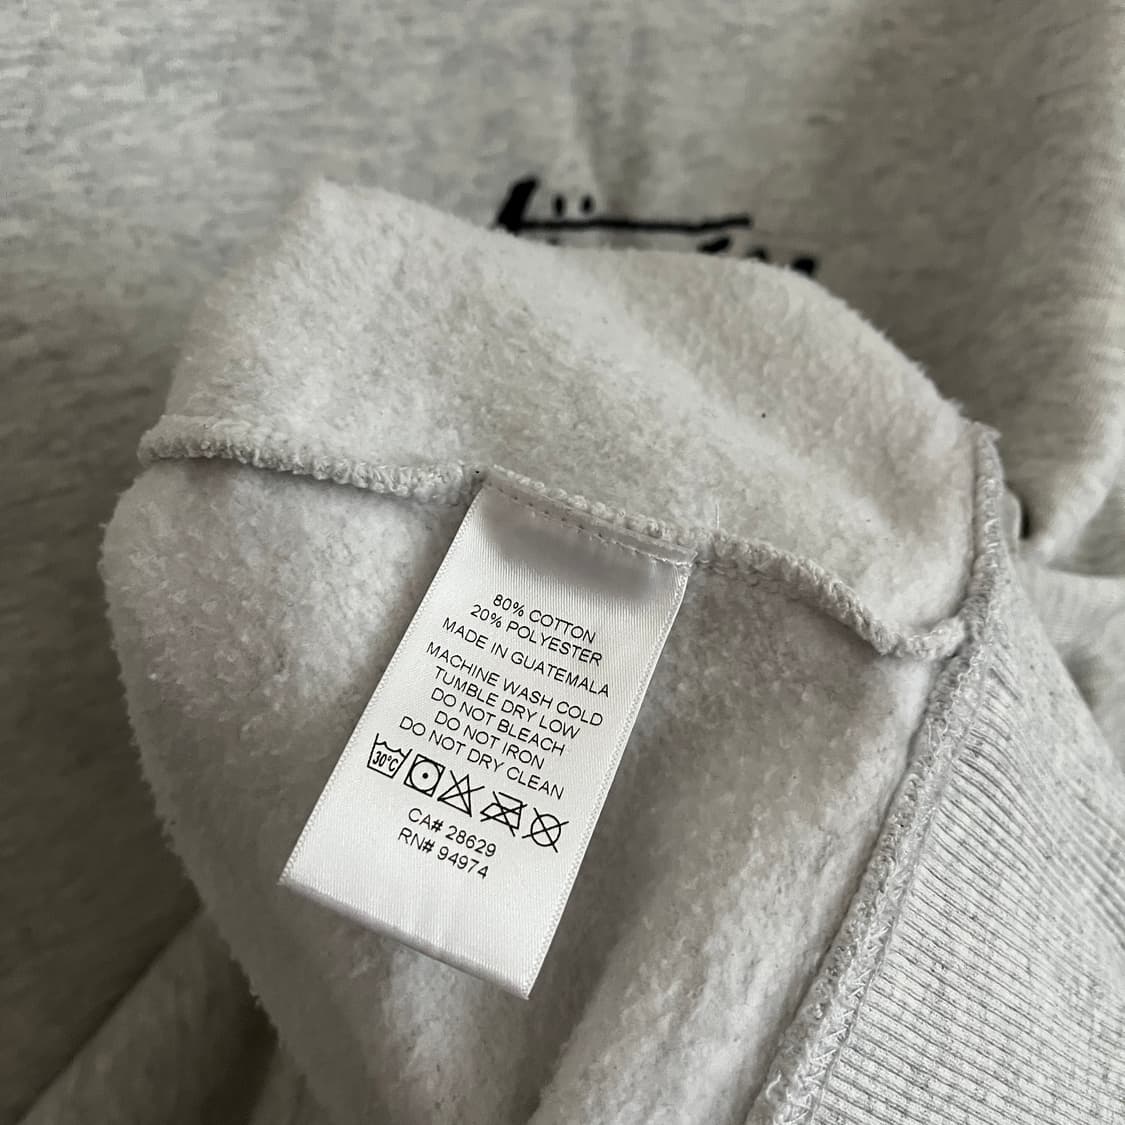 80% COTTON
20% POLYESTER
MADE IN GUATEMALA
MACHINE WASH COLD
TUMBLE DRY LOW
DO NOT BLEACH
DO NOT IRON
DO NOT DRY CLEAN
30°C
CA# 28629
RN# 94974